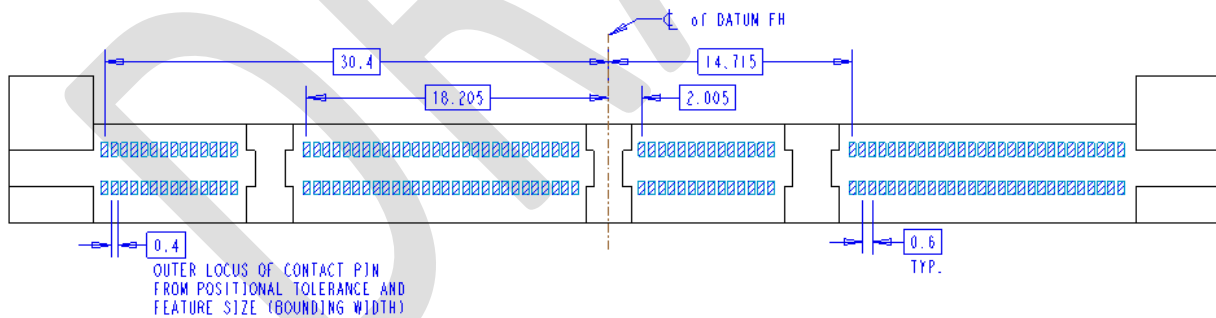 ℄ of DATUM FH
30.4
14.715
18.205
2.005
0.4
0.6
OUTER LOCUS OF CONTACT PIN
FROM POSITIONAL TOLERANCE AND
FEATURE SIZE (BOUNDING WIDTH)
TYP.